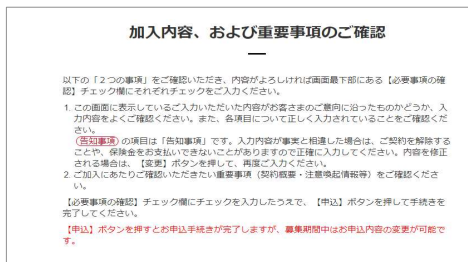 加入内容、および重要事項のご確認
以下の「2つの事項」をご確認いただき、内容がよろしければ画面最下部にある【必要事項の確
認】チェック欄にそれぞれチェックをご入力ください。
1. この画面に表示しているご入力いただいた内容がお客さまのご意向に沿ったものかどうか、入
力内容をよくご確認ください。また、各項目について正しく入力されていることをご確認くだ
さい。
(告知事項) の項目は「告知事項」です。入力内容が事実と相違した場合は、ご契約を解除する
ことや、保険金をお支払いできないことがありますので正確に入力してください。内容を修正
される場合は、【変更】ボタンを押して、再度ご入力ください。
2. ご加入にあたりご確認いただきたい重要事項（契約概要・注意喚起情報等）をご確認くださ
い。
【必要事項の確認】チェック欄にチェックを入力したうえで、【申込】ボタンを押して手続きを
完了してください。
【申込】ボタンを押すとお申込手続きが完了しますが、募集期間中はお申込内容の変更が可能で
す。